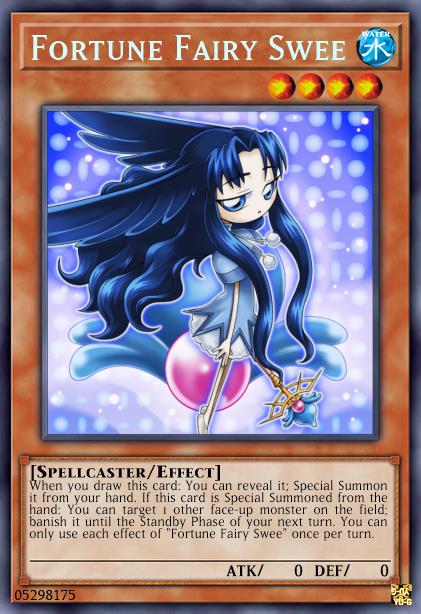 Fortune Fairy Swee
WATER
水
[Spellcaster/Effect]
When you draw this card: You can reveal it; Special Summon
it from your hand. If this card is Special Summoned from the
hand: You can target 1 other face-up monster on the field;
banish it until the Standby Phase of your next turn. You can
only use each effect of "Fortune Fairy Swee" once per turn.
ATK/ 0 DEF/ 0
05298175